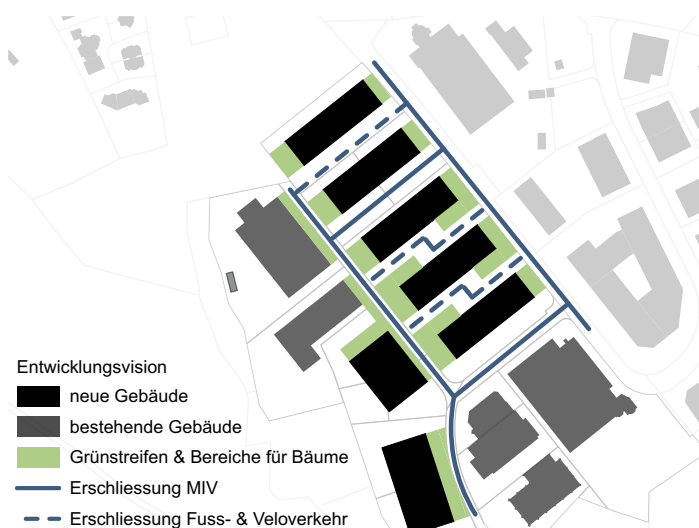 Entwicklungsvision
neue Gebäude
bestehende Gebäude
Grünstreifen & Bereiche für Bäume
Erschliessung MIV
Erschliessung Fuss- & Veloverkehr